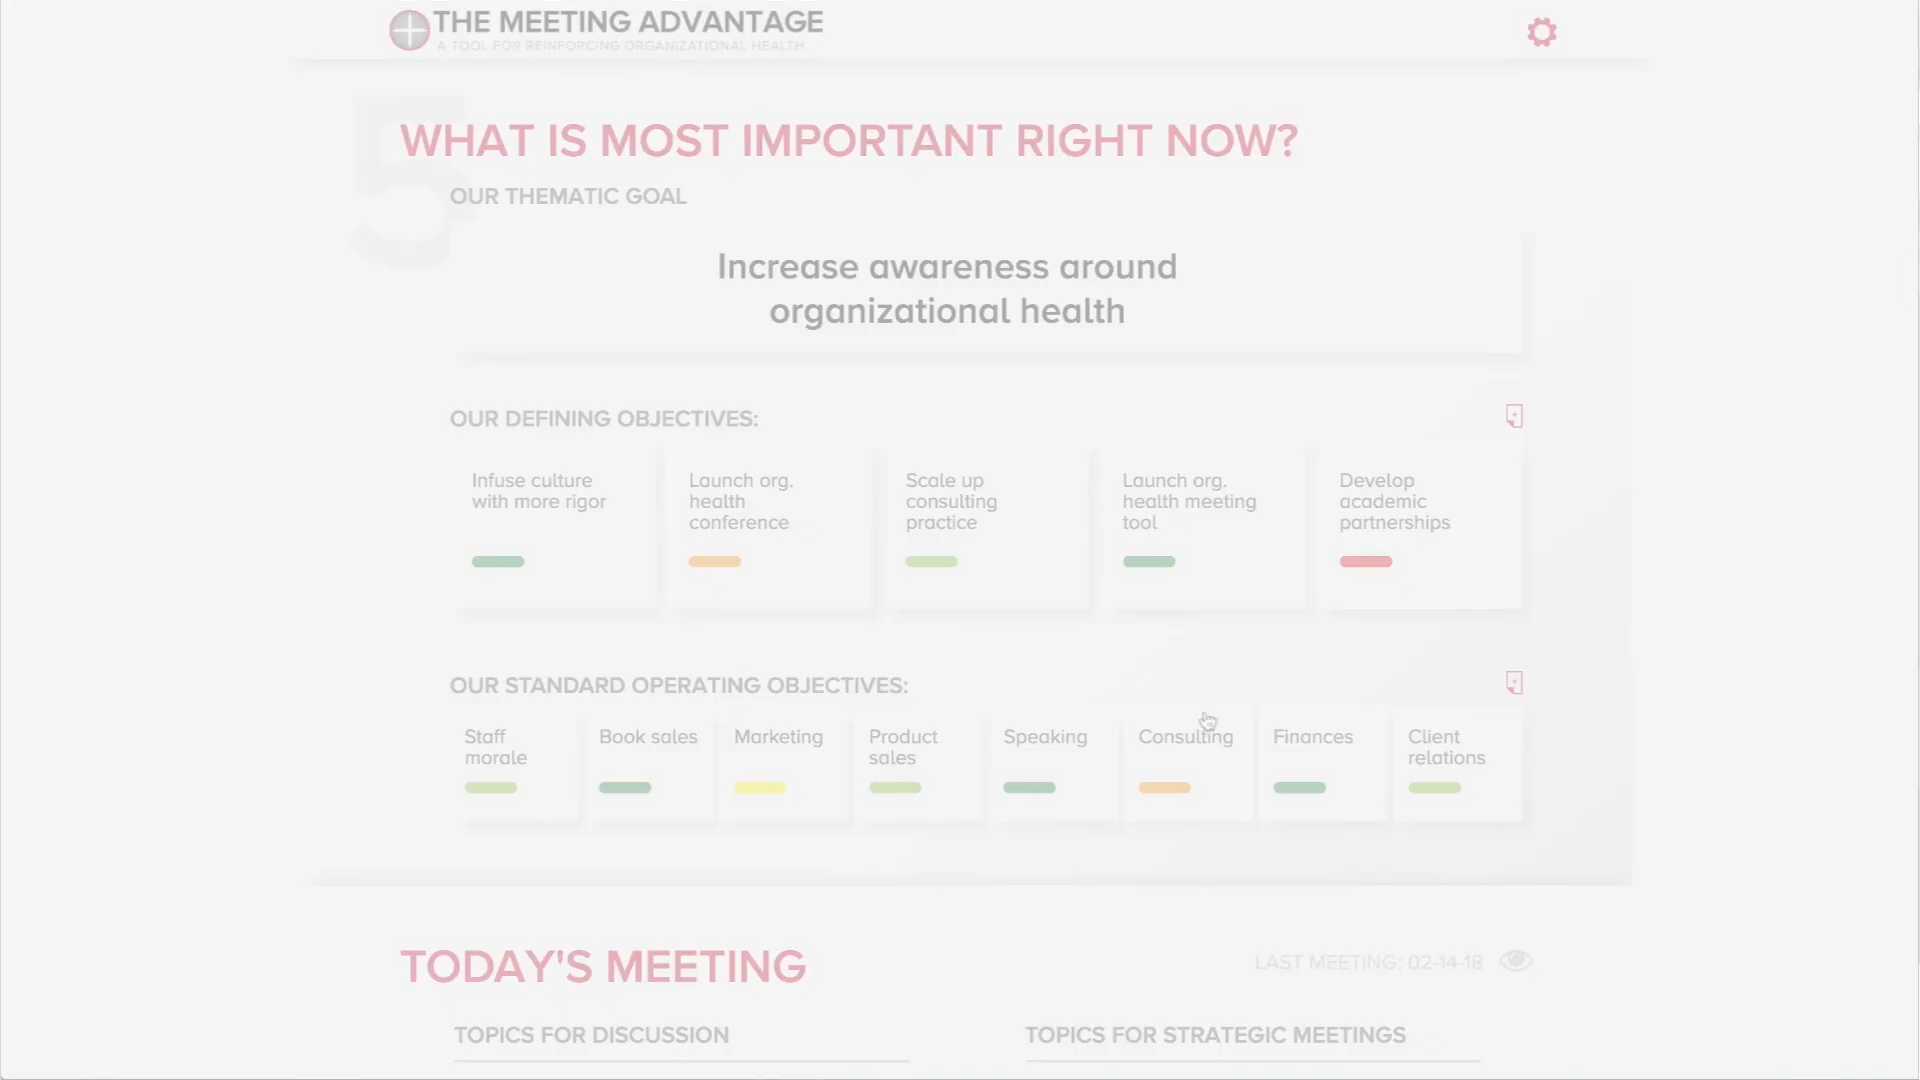 THE MEETING ADVANTAGE
A TOOL FOR REINFORCING ORGANIZATIONAL HEALTH
5
WHAT IS MOST IMPORTANT RIGHT NOW?
OUR THEMATIC GOAL
Increase awareness around
organizational health
OUR DEFINING OBJECTIVES:
Infuse culture
with more rigor
Launch org.
health
conference
Scale up
consulting
practice
Launch org.
health meeting
tool
Develop
academic
partnerships
OUR STANDARD OPERATING OBJECTIVES:
Staff
morale
Book sales
Marketing
Product
sales
Speaking
Consulting
Finances
Client
relations
TODAY'S MEETING
LAST MEETING: 02-14-18
TOPICS FOR DISCUSSION
TOPICS FOR STRATEGIC MEETINGS